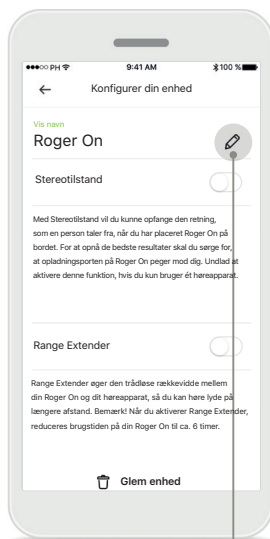 ●●●○○ PH 9:41 AM 100 %
Konfigurer din enhed
Vis navn
Roger On
Stereotilstand
Med Stereotilstand vil du kunne opfange den retning,
som en person taler fra, når du har placeret Roger On på
bordet. For at opnå de bedste resultater skal du sørge for,
at opladningsporten på Roger On peger mod dig. Undlad at
aktivere denne funktion, hvis du kun bruger ét høreapparat.
Range Extender
Range Extender øger den trådløse rækkevidde mellem
din Roger On og dit høreapparat, så du kan høre lyde på
længere afstand. Bemærk! Når du aktiverer Range Extender,
reduceres brugstiden på din Roger On til ca. 6 timer.
Glem enhed